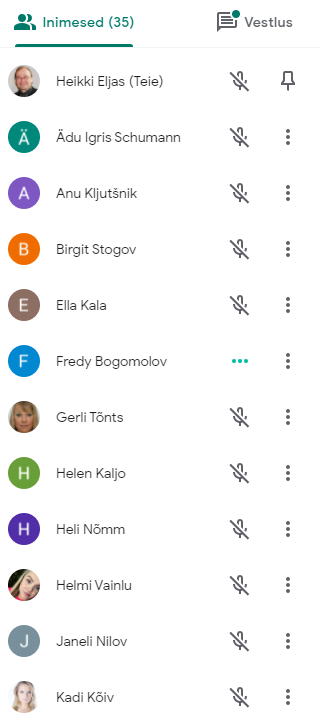 Inimesed (35) Vestlus
Heikki Eljas (Teie)
Ä Ädu Igris Schumann
A Anu Kljutšnik
B Birgit Stogov
E Ella Kala
F Fredy Bogomolov
Gerli Tõnts
H Helen Kaljo
H Heli Nõmm
Helmi Vainlu
J Janeli Nilov
Kadi Kõiv